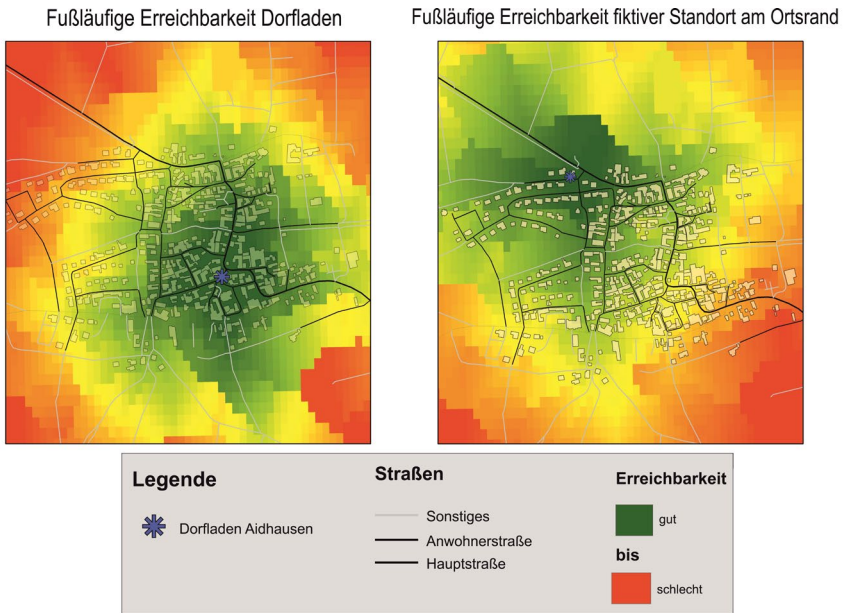 Fußläufige Erreichbarkeit Dorfladen
Fußläufige Erreichbarkeit fiktiver Standort am Ortsrand
Legende
Dorfladen Aidhausen
Straßen
Sonstiges
Anwohnerstraße
Hauptstraße
Erreichbarkeit
gut
bis
schlecht